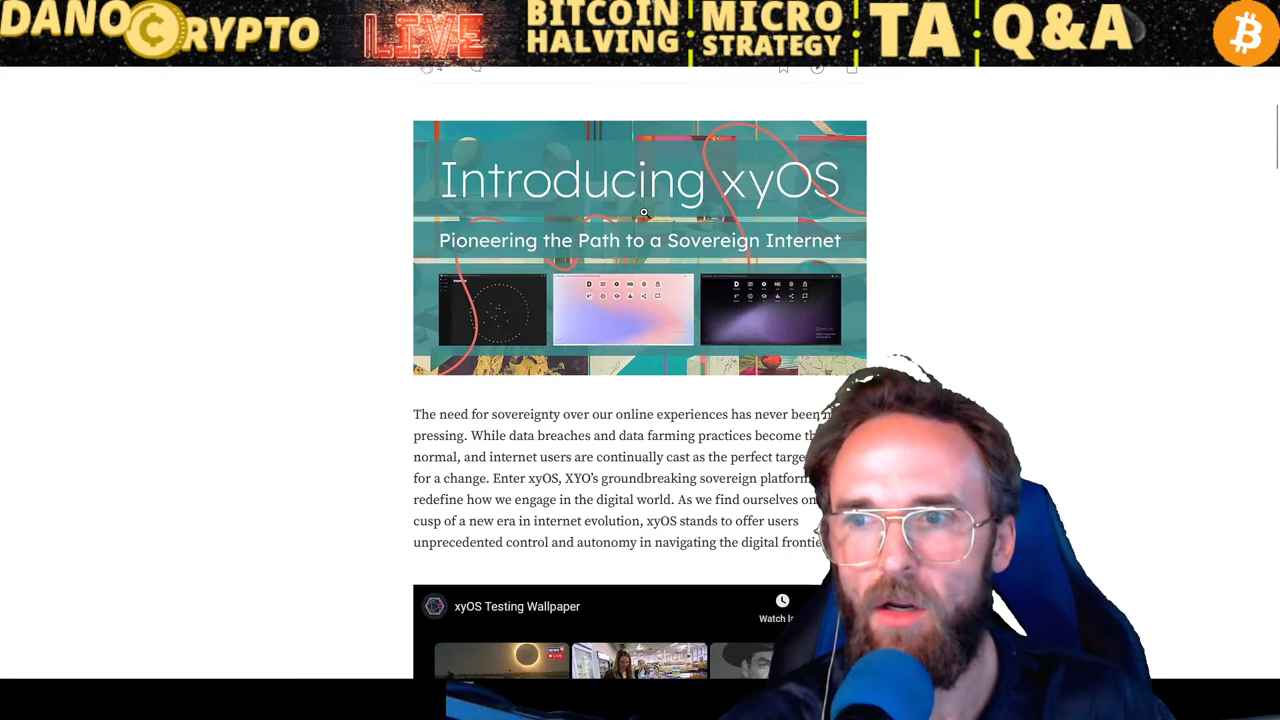 DANO CRYPTO
LIVE
BITCOIN
HALVING
MICRO
STRATEGY
TA
Q&A
Introducing xyOS
Pioneering the Path to a Sovereign Internet
The need for sovereignty over our online experiences has never been
pressing. While data breaches and data farming practices become
normal, and internet users are continually cast as the perfect
for a change. Enter xyOS, XYO's groundbreaking sovereign platform
redefine how we engage in the digital world. As we find ourselves on
cusp of a new era in internet evolution, xyOS stands to offer users
unprecedented control and autonomy in navigating the digital
xyOS Testing Wallpaper
Watch